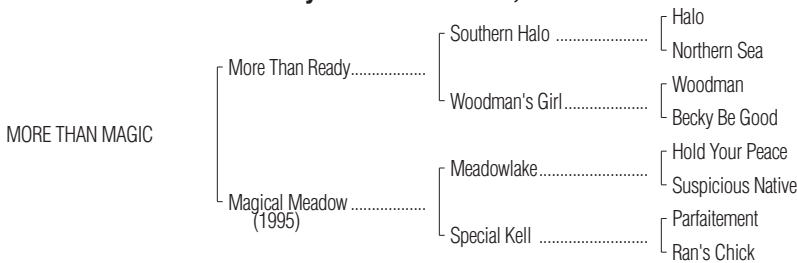 Halo
Southern Halo ......................
Northern Sea
More Than Ready..................
Woodman
Woodman's Girl....................
Becky Be Good
MORE THAN MAGIC
Hold Your Peace
Meadowlake..........................
Suspicious Native
Magical Meadow ..................
(1995)
Parfaitement
Special Kell ..........................
Ran's Chick